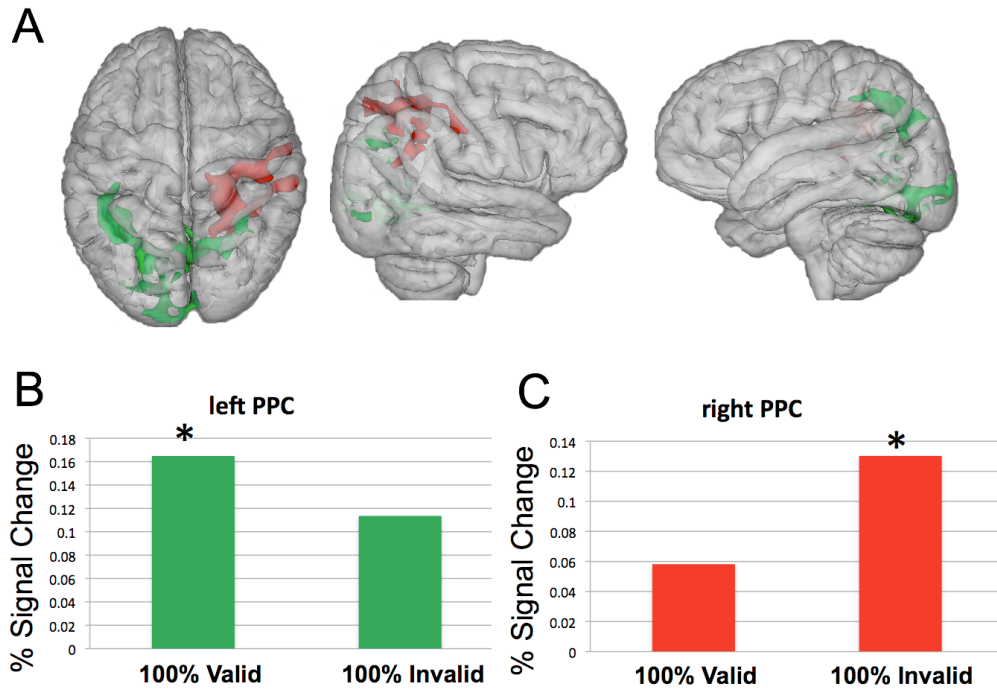 A
B
left PPC
*
% Signal Change
0.18
0.16
0.14
0.12
0.1
0.08
0.06
0.04
0.02
0
100% Valid
100% Invalid
C
right PPC
*
% Signal Change
0.14
0.12
0.1
0.08
0.06
0.04
0.02
0
100% Valid
100% Invalid